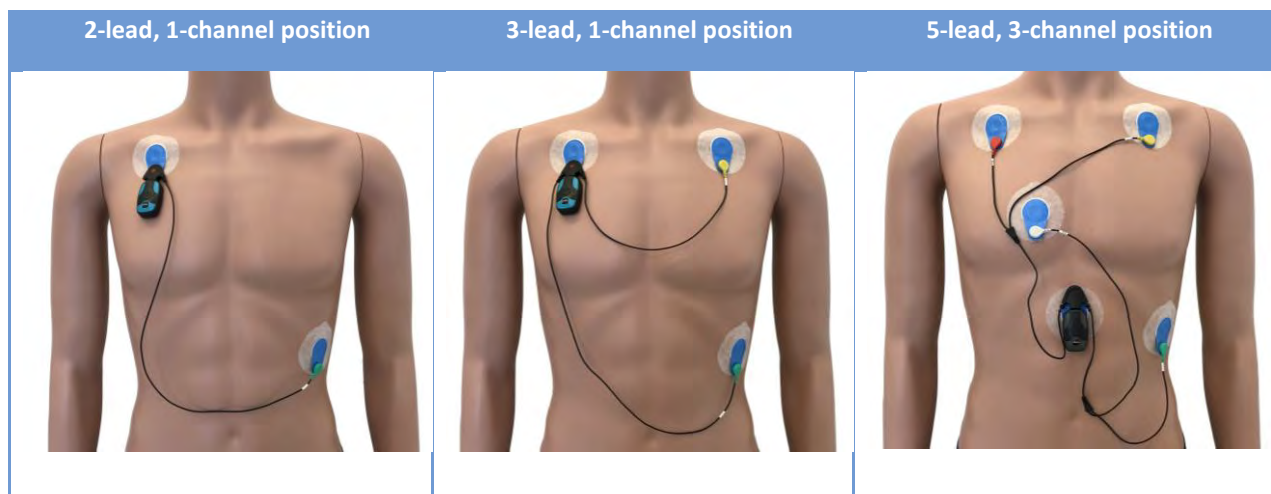 2-lead, 1-channel position
3-lead, 1-channel position
5-lead, 3-channel position